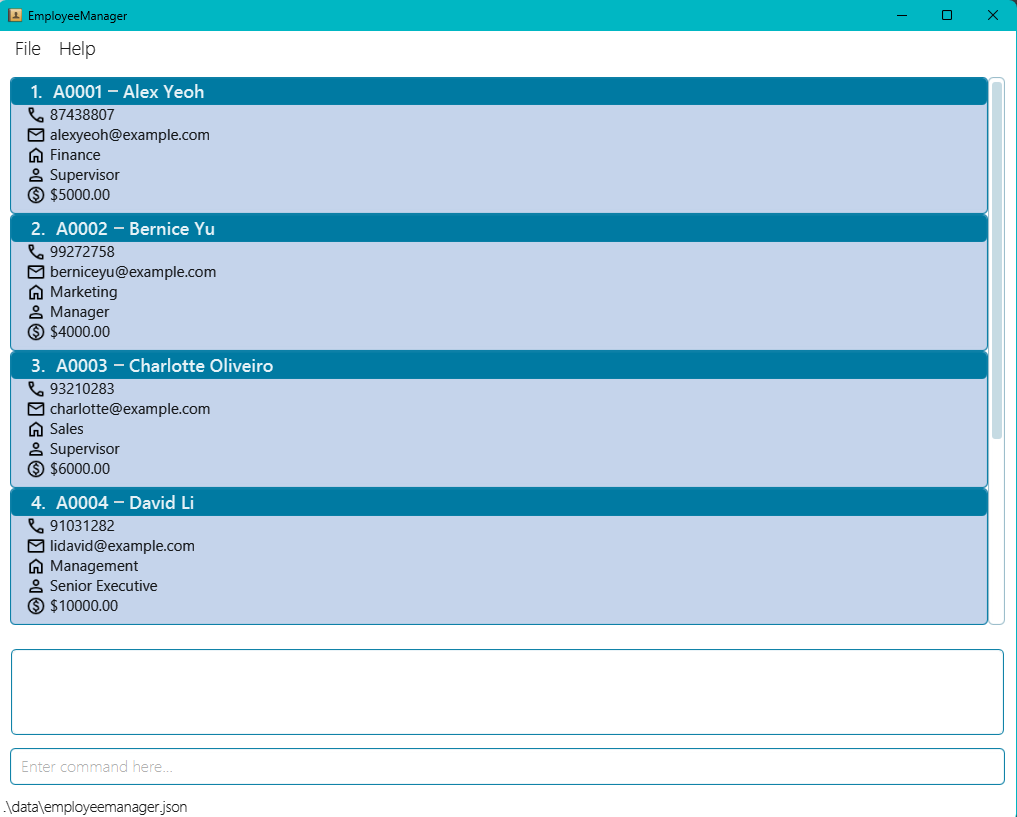 EmployeeManager
File Help
1. A0001 – Alex Yeoh
87438807
alexyeoh@example.com
Finance
Supervisor
$5000.00
2. A0002 – Bernice Yu
99272758
berniceyu@example.com
Marketing
Manager
$4000.00
3. A0003 – Charlotte Oliveiro
93210283
charlotte@example.com
Sales
Supervisor
$6000.00
4. A0004 – David Li
91031282
lidavid@example.com
Management
Senior Executive
$10000.00
Enter command here...
.\data\employeemanager.json